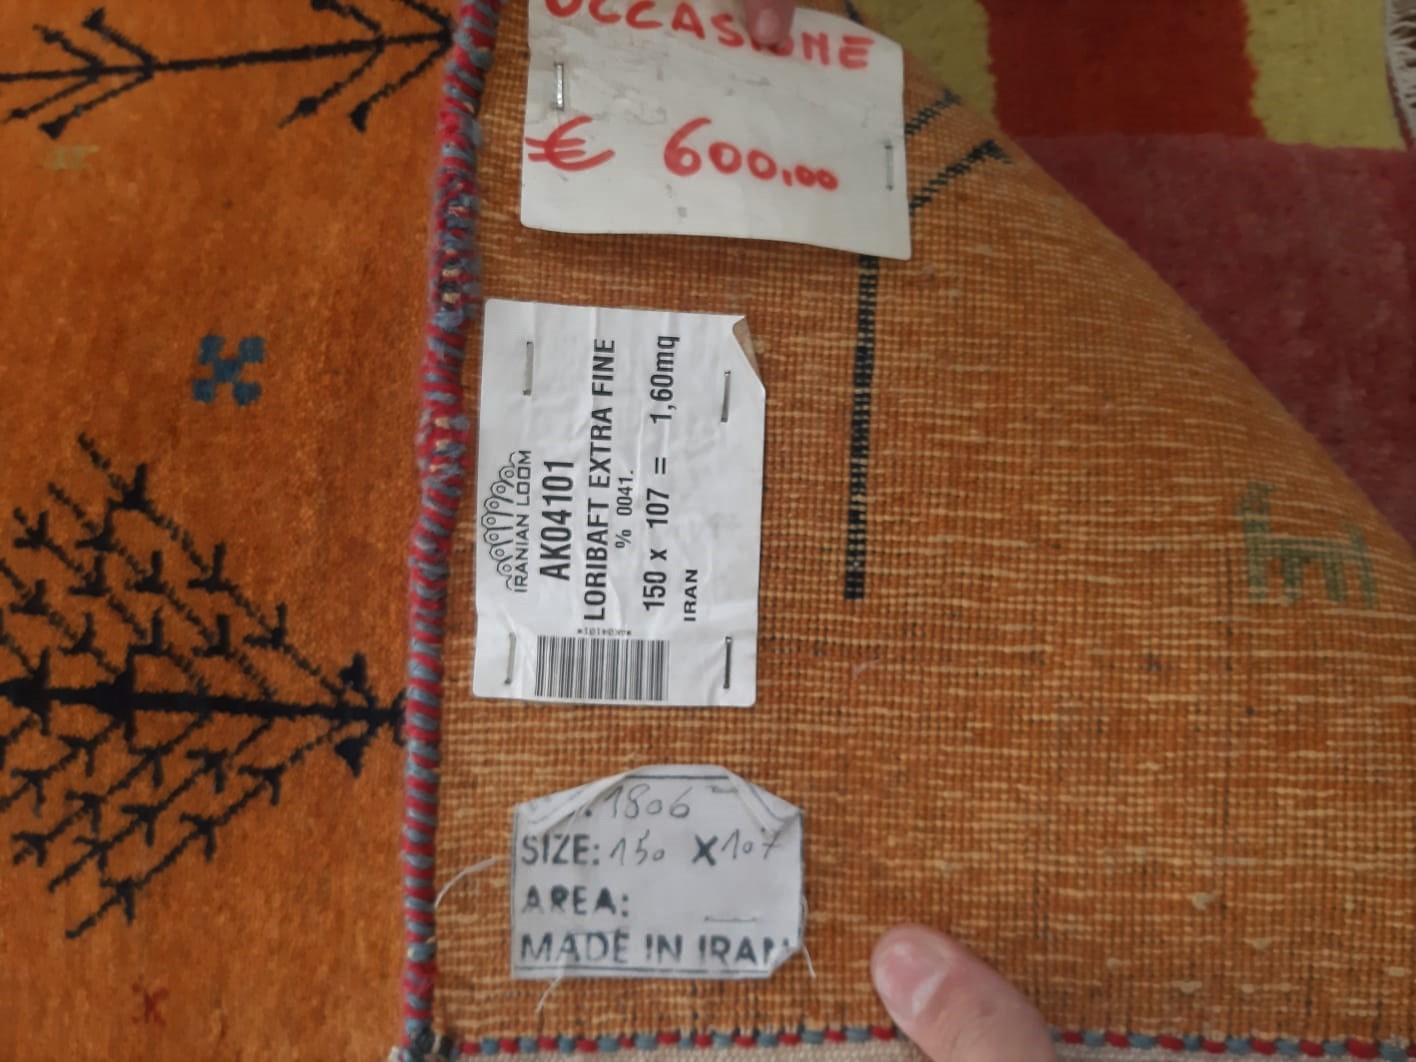 OCCASIONE
€ 600,00
IRANIAN LOOM
AK04101
LORIBAFT EXTRA FINE
% 0041.
150 x 107 = 1,60mq
IRAN
*AK04101*
1806
SIZE: 150 X 107
AREA:
MADE IN IRAN